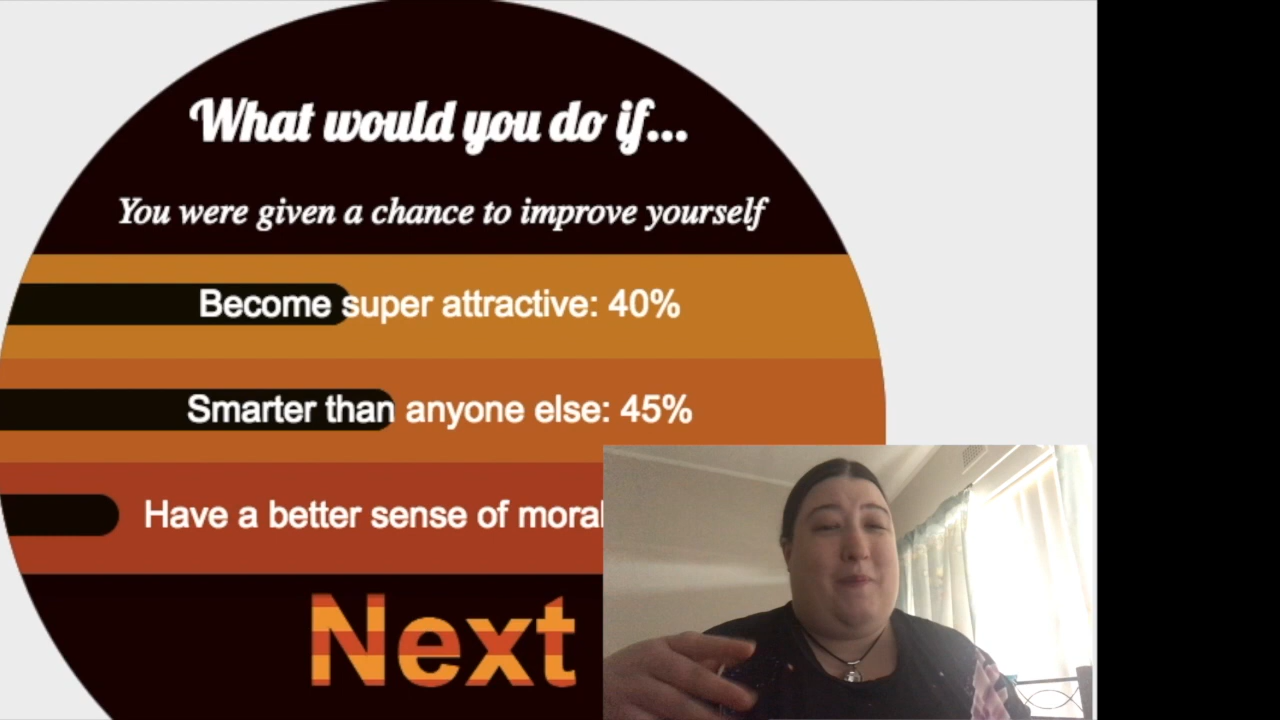 What would you do if...
You were given a chance to improve yourself
Become super attractive: 40%
Smarter than anyone else: 45%
Have a better sense of
Next